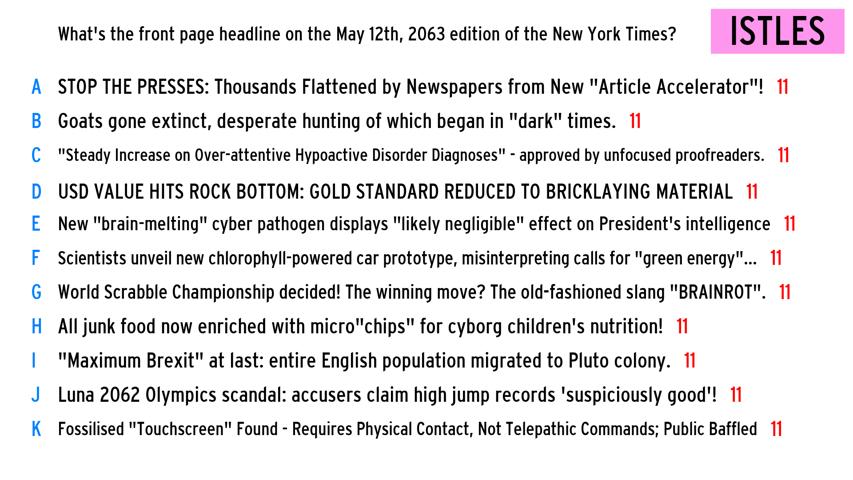 What's the front page headline on the May 12th, 2063 edition of the New York Times?
ISTLES
A STOP THE PRESSES: Thousands Flattened by Newspapers from New "Article Accelerator"! 11
B Goats gone extinct, desperate hunting of which began in "dark" times. 11
C "Steady Increase on Over-attentive Hypoactive Disorder Diagnoses" - approved by unfocused proofreaders. 11
D USD VALUE HITS ROCK BOTTOM: GOLD STANDARD REDUCED TO BRICKLAYING MATERIAL 11
E New "brain-melting" cyber pathogen displays "likely negligible" effect on President's intelligence 11
F Scientists unveil new chlorophyll-powered car prototype, misinterpreting calls for "green energy"... 11
G World Scrabble Championship decided! The winning move? The old-fashioned slang "BRAINROT". 11
H All junk food now enriched with micro"chips" for cyborg children's nutrition! 11
I "Maximum Brexit" at last: entire English population migrated to Pluto colony. 11
J Luna 2062 Olympics scandal: accusers claim high jump records 'suspiciously good'! 11
K Fossilised "Touchscreen" Found - Requires Physical Contact, Not Telepathic Commands; Public Baffled 11